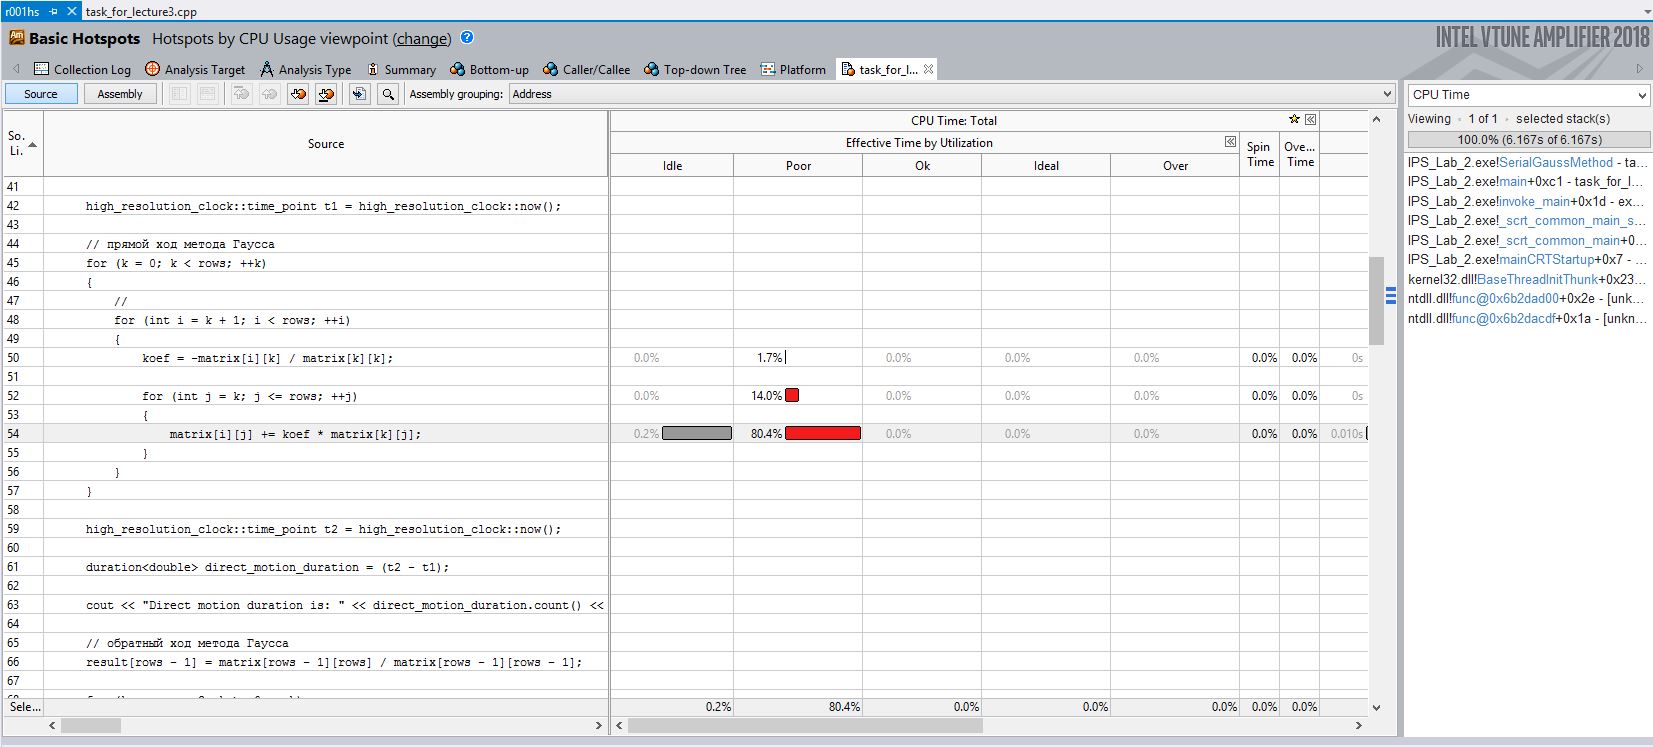 r001hs task_for_lecture3.cpp
Basic Hotspots Hotspots by CPU Usage viewpoint (change) ?
INTEL VTUNE AMPLIFIER 2018
Collection Log Analysis Target Analysis Type Summary Bottom-up Caller/Callee Top-down Tree Platform task_for_l...
Source Assembly Assembly grouping: Address
CPU Time
Viewing 1 of 1 selected stack(s)
100.0% (6.167s of 6.167s)
IPS_Lab_2.exe!SerialGaussMethod - ta...
IPS_Lab_2.exe!main+0xc1 - task_for_l...
IPS_Lab_2.exe!invoke_main+0x1d - ex...
IPS_Lab_2.exe!_scrt_common_main_s...
IPS_Lab_2.exe!_scrt_common_main+0...
IPS_Lab_2.exe!mainCRTStartup+0x7 - ...
kernel32.dll!BaseThreadInitThunk+0x23...
ntdll.dll!func@0x6b2dad00+0x2e - [unk...
ntdll.dll!func@0x6b2dacdf+0x1a - [unkn...
So. Li.
Source
CPU Time: Total
Effective Time by Utilization
Spin Time
Ove... Time
Idle Poor Ok Ideal Over
41
42 high_resolution_clock::time_point t1 = high_resolution_clock::now();
43
44 // прямой ход метода Гаусса
45 for (k = 0; k < rows; ++k)
46 {
47 //
48 for (int i = k + 1; i < rows; ++i)
49 {
50 koef = -matrix[i][k] / matrix[k][k]; 0.0% 1.7% 0.0% 0.0% 0.0% 0.0% 0.0% 0s
51
52 for (int j = k; j <= rows; ++j) 0.0% 14.0% 0.0% 0.0% 0.0% 0.0% 0.0% 0s
53 {
54 matrix[i][j] += koef * matrix[k][j]; 0.2% 80.4% 0.0% 0.0% 0.0% 0.0% 0.0% 0.010s
55 }
56 }
57 }
58
59 high_resolution_clock::time_point t2 = high_resolution_clock::now();
60
61 duration<double> direct_motion_duration = (t2 - t1);
62
63 cout << "Direct motion duration is: " << direct_motion_duration.count() <<
64
65 // обратный ход метода Гаусса
66 result[rows - 1] = matrix[rows - 1][rows] / matrix[rows - 1][rows - 1];
67
Sele... 0.2% 80.4% 0.0% 0.0% 0.0% 0.0% 0.0%